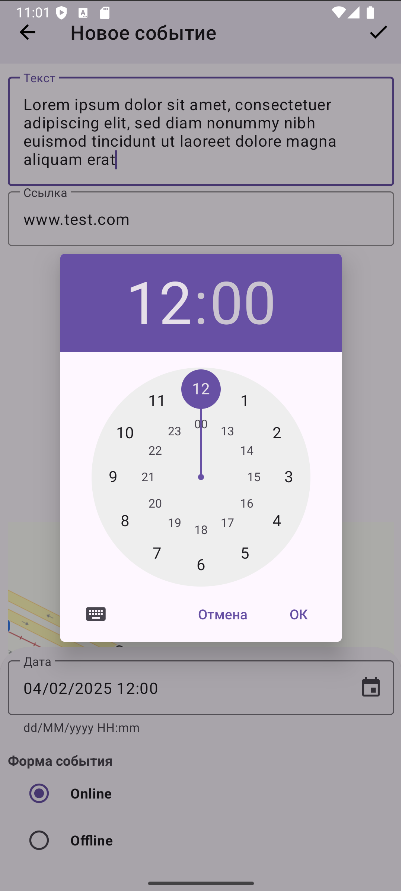 11:01
Новое событие
Текст
Lorem ipsum dolor sit amet, consectetuer
adipiscing elit, sed diam nonummy nibh
euismod tincidunt ut laoreet dolore magna
aliquam erat
Ссылка
www.test.com
12:00
12
11
1
00
23
13
10
2
22
14
9
21
15
3
20
16
8
4
19
17
18
7
5
6
Отмена
ОК
Дата
04/02/2025 12:00
dd/MM/yyyy HH:mm
Форма события
Online
Offline